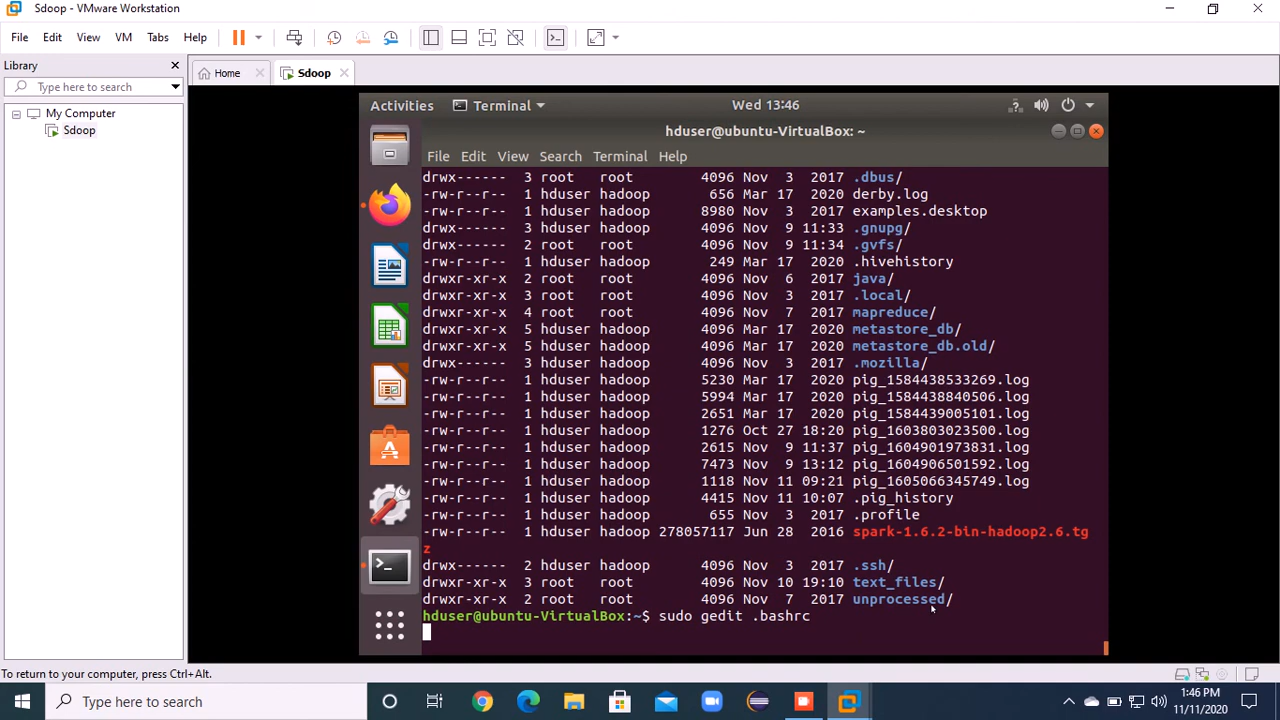 Sdoop - VMware Workstation
File Edit View VM Tabs Help
Library
Type here to search
My Computer
Sdoop
Home
Sdoop
Activities Terminal Wed 13:46
hduser@ubuntu-VirtualBox: ~
File Edit View Search Terminal Help
drwx------ 3 root root 4096 Nov 3 2017 .dbus/
-rw-r--r-- 1 hduser hadoop 656 Mar 17 2020 derby.log
-rw-r--r-- 1 hduser hadoop 8980 Nov 3 2017 examples.desktop
drwx------ 3 hduser hadoop 4096 Nov 9 11:33 .gnupg/
drwx------ 2 root root 4096 Nov 9 11:34 .gvfs/
-rw-r--r-- 1 hduser hadoop 249 Mar 17 2020 .hivehistory
drwxr-xr-x 2 root root 4096 Nov 6 2017 java/
drwxr-xr-x 3 root root 4096 Nov 3 2017 .local/
drwxr-xr-x 4 root root 4096 Nov 7 2017 mapreduce/
drwxr-xr-x 5 hduser hadoop 4096 Mar 17 2020 metastore_db/
drwxr-xr-x 5 hduser hadoop 4096 Mar 17 2020 metastore_db.old/
drwx------ 3 hduser hadoop 4096 Nov 3 2017 .mozilla/
-rw-r--r-- 1 hduser hadoop 5230 Mar 17 2020 pig_1584438533269.log
-rw-r--r-- 1 hduser hadoop 5994 Mar 17 2020 pig_1584438840506.log
-rw-r--r-- 1 hduser hadoop 2651 Mar 17 2020 pig_1584439005101.log
-rw-r--r-- 1 hduser hadoop 1276 Oct 27 18:20 pig_1603803023500.log
-rw-r--r-- 1 hduser hadoop 2615 Nov 9 11:37 pig_1604901973831.log
-rw-r--r-- 1 hduser hadoop 7473 Nov 9 13:12 pig_1604906501592.log
-rw-r--r-- 1 hduser hadoop 1118 Nov 11 09:21 pig_1605066345749.log
-rw-r--r-- 1 hduser hadoop 4415 Nov 11 10:07 .pig_history
-rw-r--r-- 1 hduser hadoop 655 Nov 3 2017 .profile
-rw-r--r-- 1 hduser hadoop 278057117 Jun 28 2016 spark-1.6.2-bin-hadoop2.6.tg
z
drwx------ 2 hduser hadoop 4096 Nov 3 2017 .ssh/
drwxr-xr-x 3 root root 4096 Nov 10 19:10 text_files/
drwxr-xr-x 2 root root 4096 Nov 7 2017 unprocessed/
hduser@ubuntu-VirtualBox:~$ sudo gedit .bashrc
To return to your computer, press Ctrl+Alt.
Type here to search
1:46 PM
11/11/2020